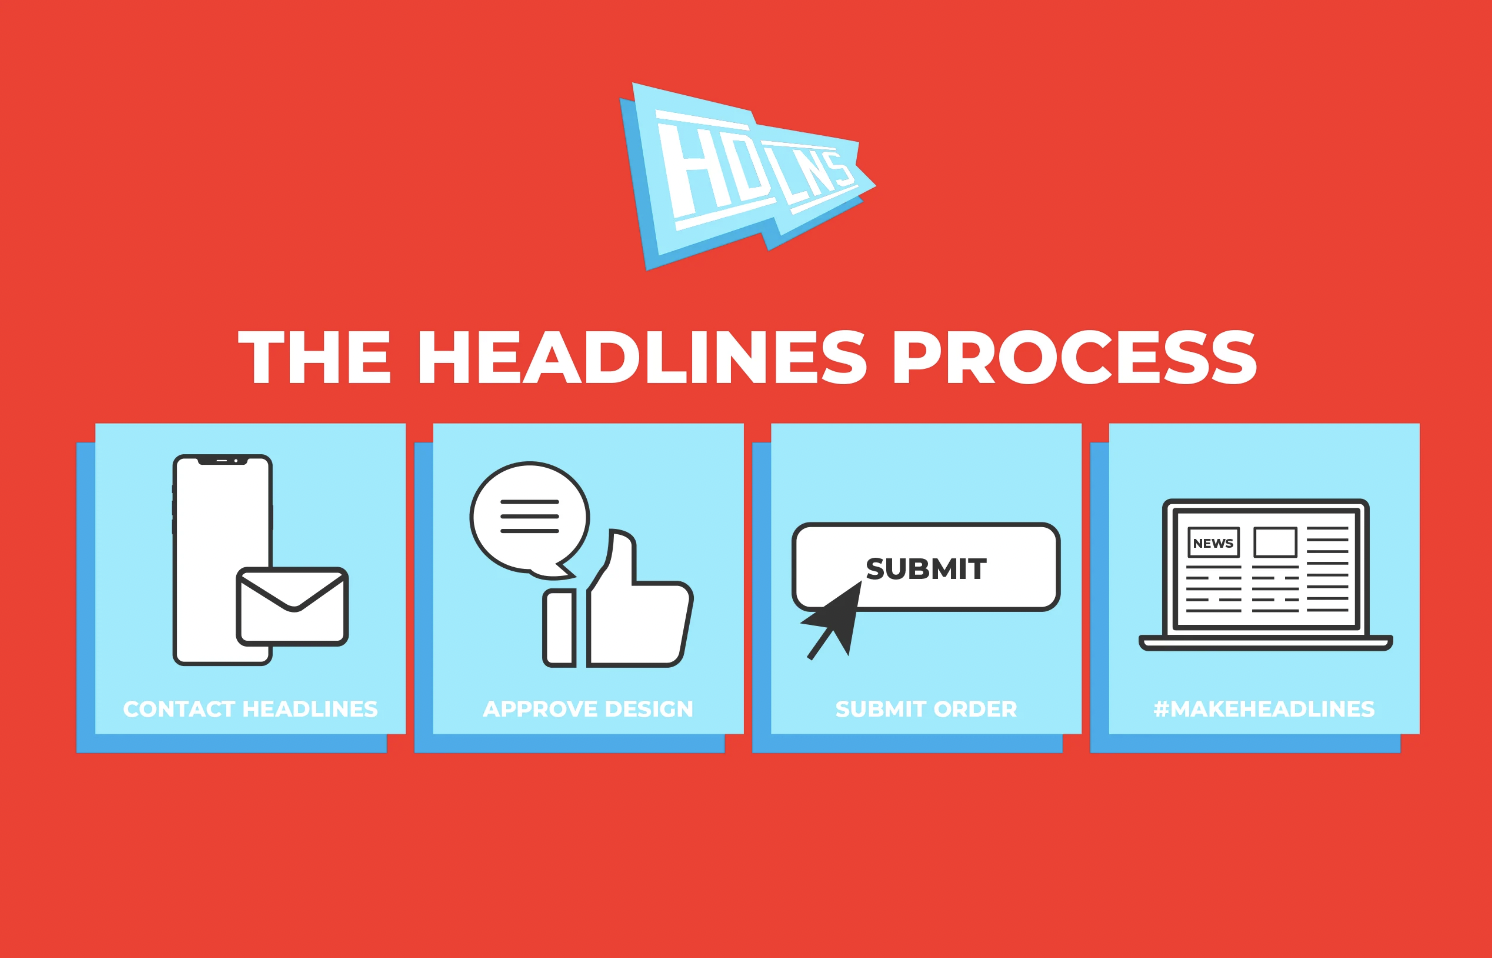 HDLNS
THE HEADLINES PROCESS
CONTACT HEADLINES
APPROVE DESIGN
SUBMIT
SUBMIT ORDER
NEWS
#MAKEHEADLINES